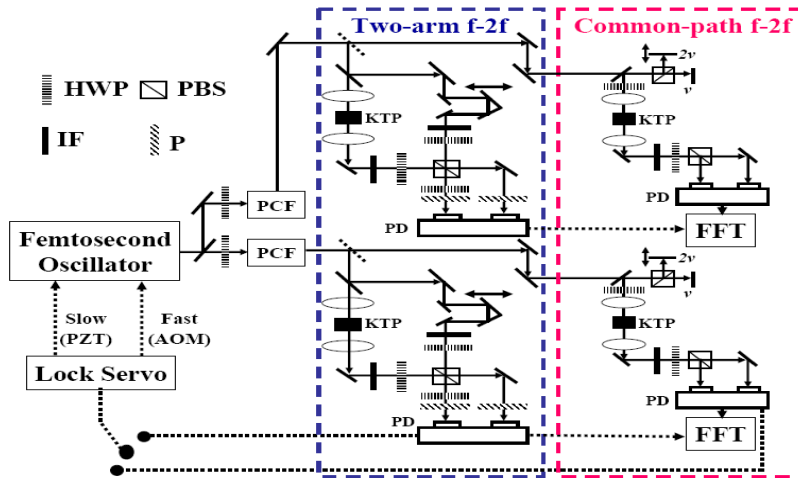 Two-arm f-2f
Common-path f-2f
HWP
PBS
IF
P
2ν
ν
KTP
KTP
PCF
PD
PD
FFT
Femtosecond
Oscillator
PCF
2ν
ν
Slow
(PZT)
Fast
(AOM)
KTP
KTP
Lock Servo
PD
PD
FFT